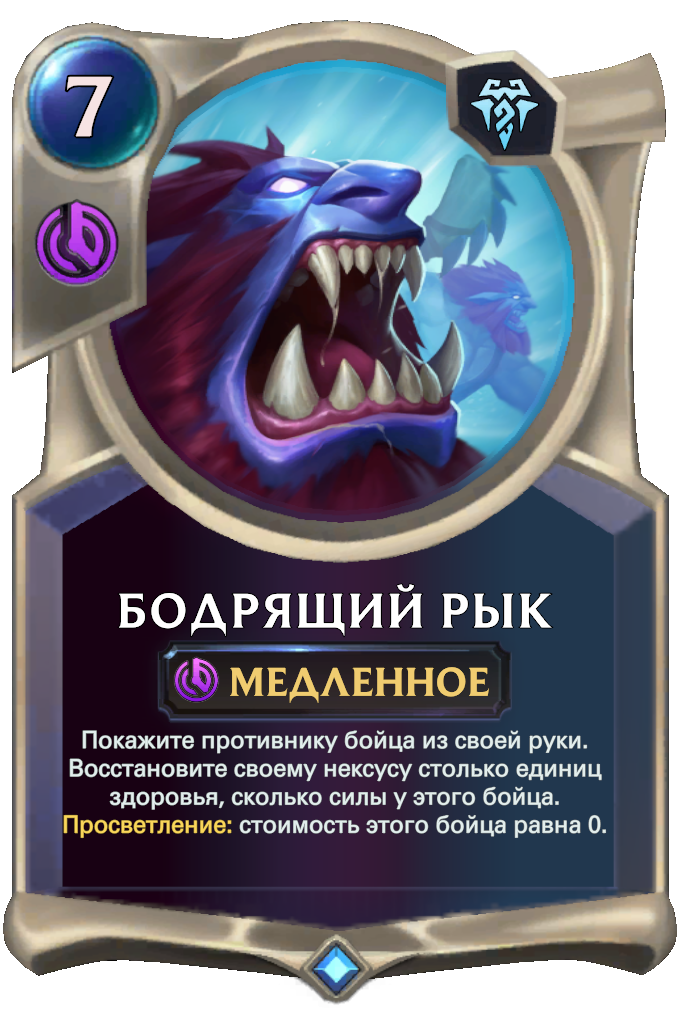 7
БОДРЯЩИЙ РЫК
МЕДЛЕННОЕ
Покажите противнику бойца из своей руки.
Восстановите своему нексусу столько единиц
здоровья, сколько силы у этого бойца.
Просветление: стоимость этого бойца равна 0.